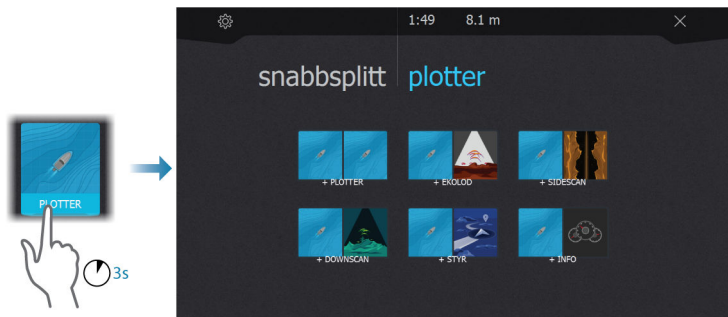 PLOTTER
3s
1:49 8.1 m
snabbsplitt plotter
+ PLOTTER + EKOLOD + SIDESCAN
+ DOWNSCAN + STYR + INFO